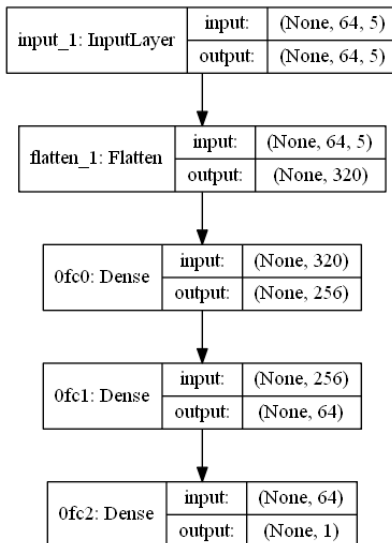 input_1: InputLayer input: (None, 64, 5)
output: (None, 64, 5)
flatten_1: Flatten input: (None, 64, 5)
output: (None, 320)
0fc0: Dense input: (None, 320)
output: (None, 256)
0fc1: Dense input: (None, 256)
output: (None, 64)
0fc2: Dense input: (None, 64)
output: (None, 1)